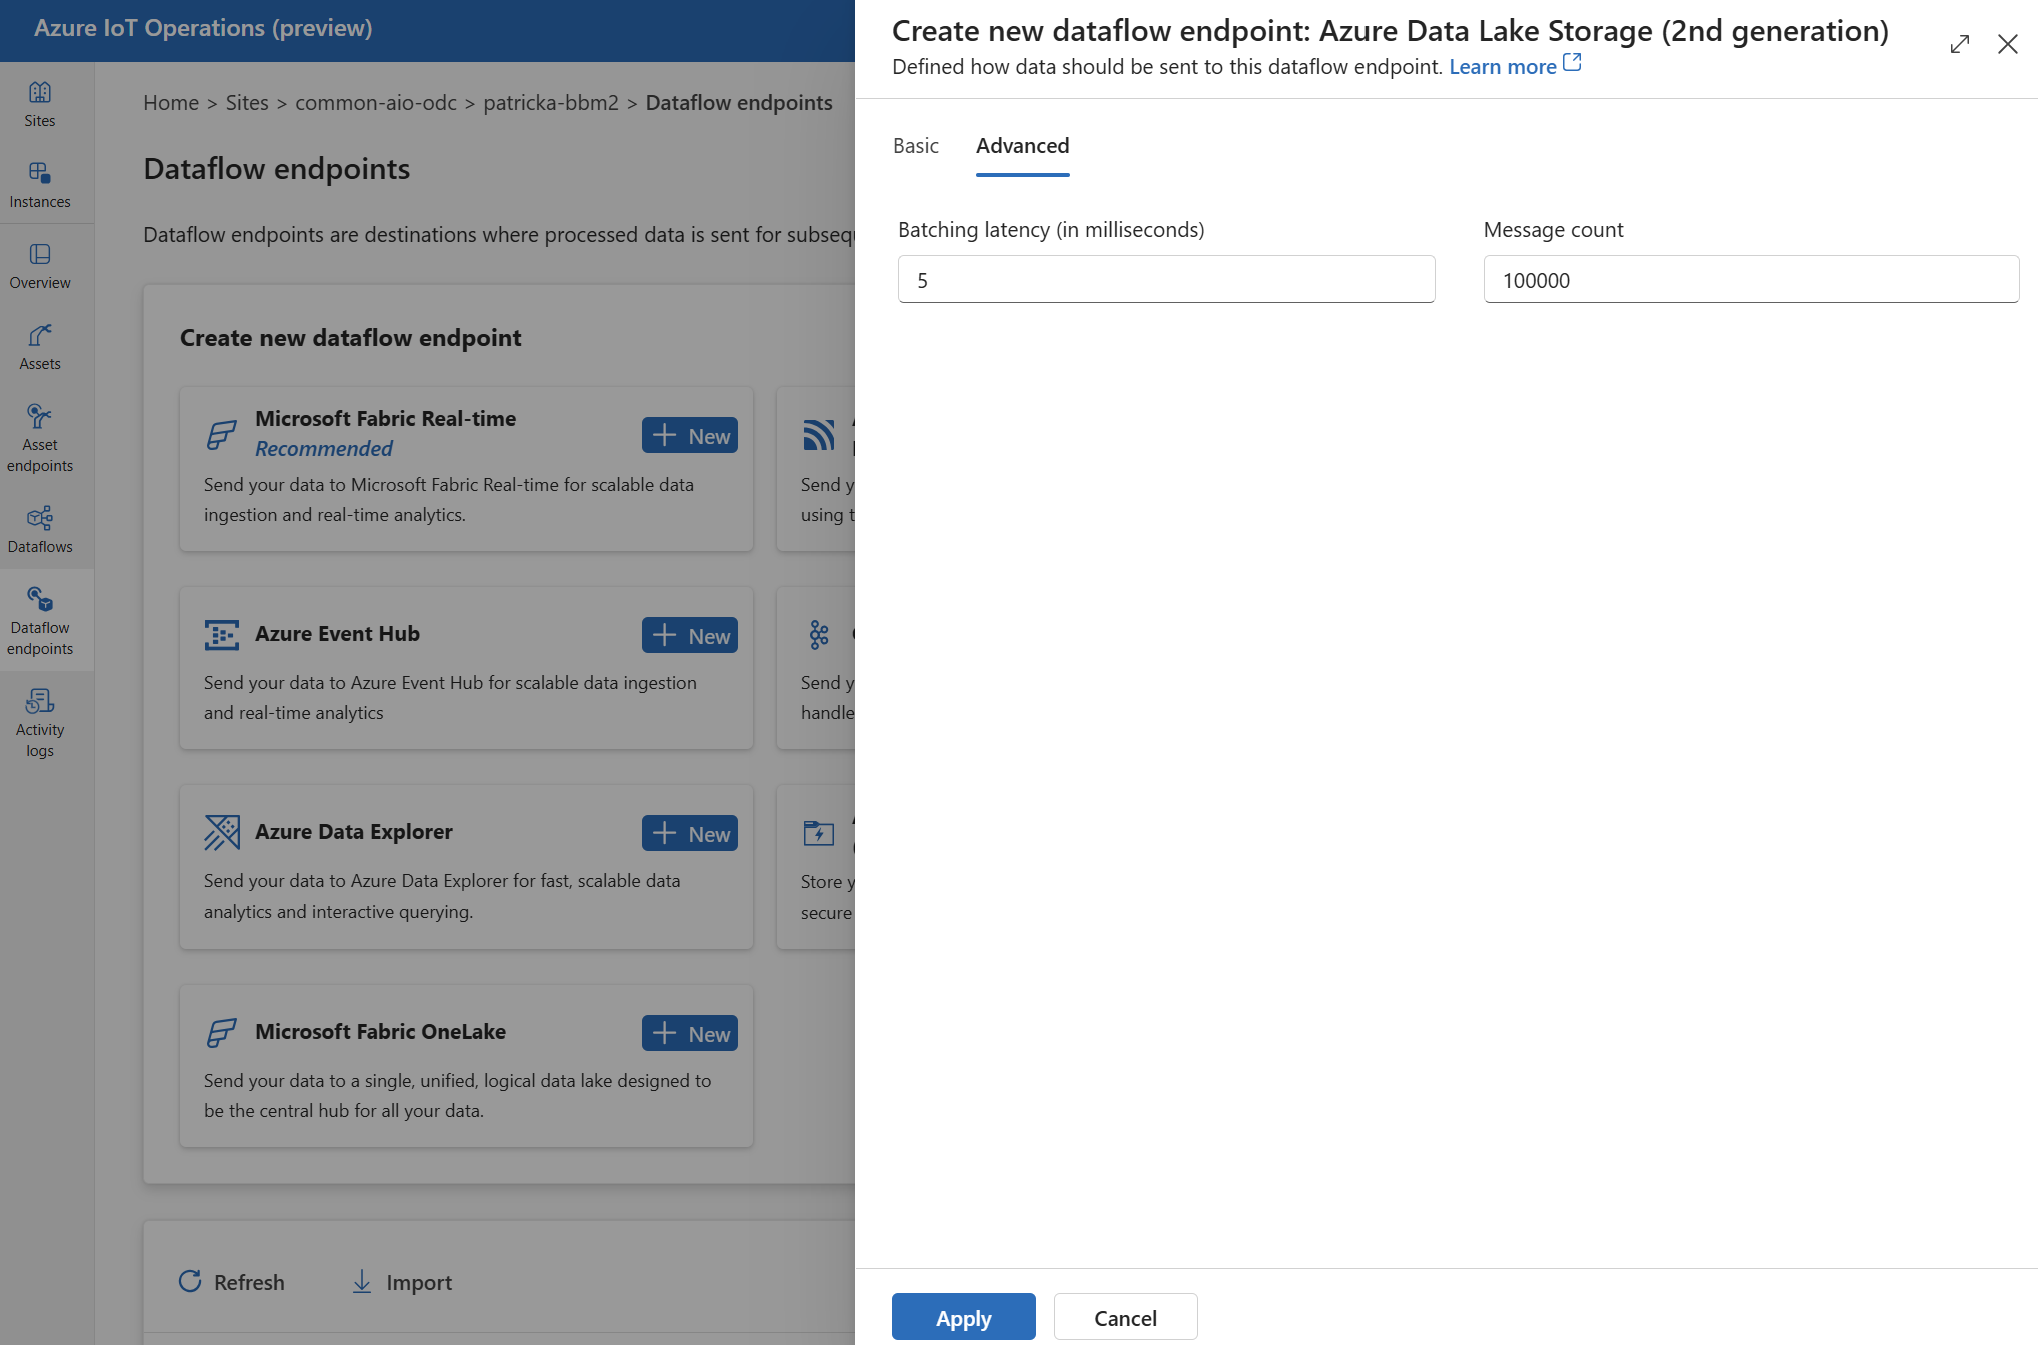 Azure IoT Operations (preview)
Sites
Instances
Overview
Assets
Asset
endpoints
Dataflows
Dataflow
endpoints
Activity
logs
Home > Sites > common-aio-odc > patricka-bbm2 > Dataflow endpoints
Dataflow endpoints
Dataflow endpoints are destinations where processed data is sent for subsequ
Create new dataflow endpoint
Microsoft Fabric Real-time
Recommended
New
Send your data to Microsoft Fabric Real-time for scalable data
ingestion and real-time analytics.
Send y
using t
Azure Event Hub
New
Send your data to Azure Event Hub for scalable data ingestion
and real-time analytics
Send y
handle
Azure Data Explorer
New
Send your data to Azure Data Explorer for fast, scalable data
analytics and interactive querying.
Store y
secure
Microsoft Fabric OneLake
New
Send your data to a single, unified, logical data lake designed to
be the central hub for all your data.
Refresh
Import
Create new dataflow endpoint: Azure Data Lake Storage (2nd generation)
Defined how data should be sent to this dataflow endpoint. Learn more
Basic
Advanced
Batching latency (in milliseconds)
5
Message count
100000
Apply
Cancel